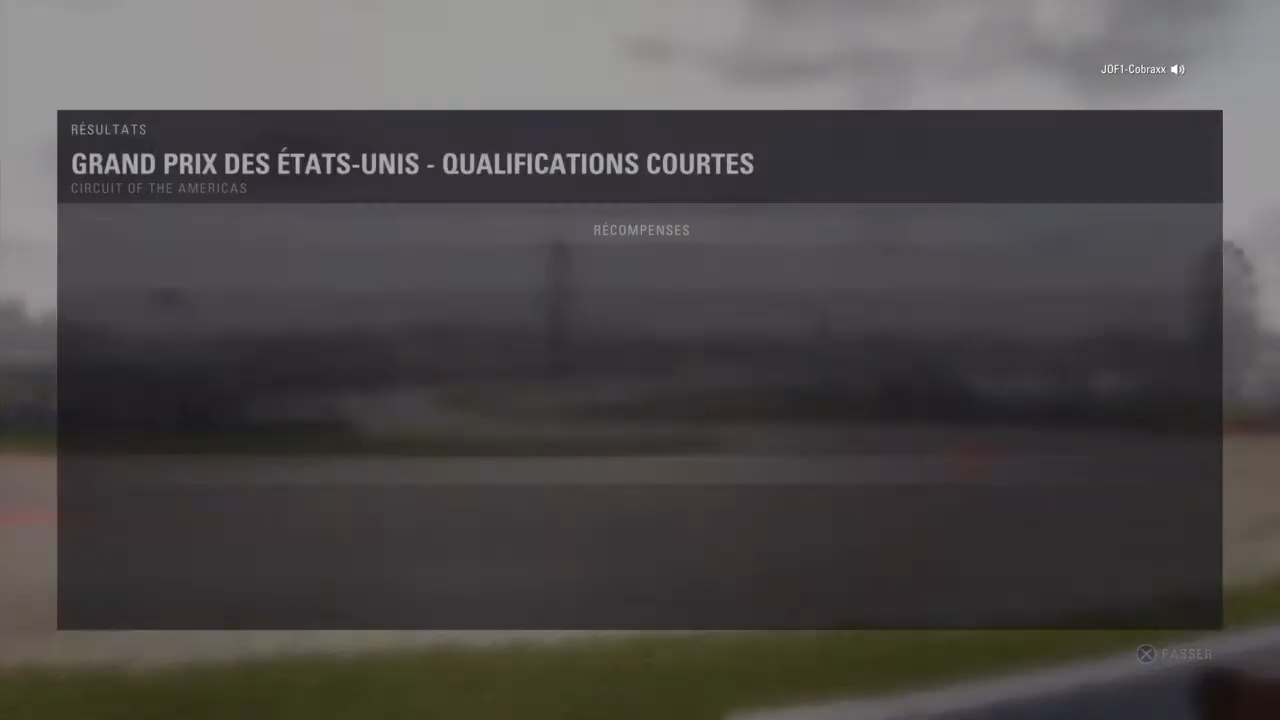 JOF1-Cobraxx
RÉSULTATS
GRAND PRIX DES ÉTATS-UNIS - QUALIFICATIONS COURTES
CIRCUIT OF THE AMERICAS
RÉCOMPENSES
PASSER